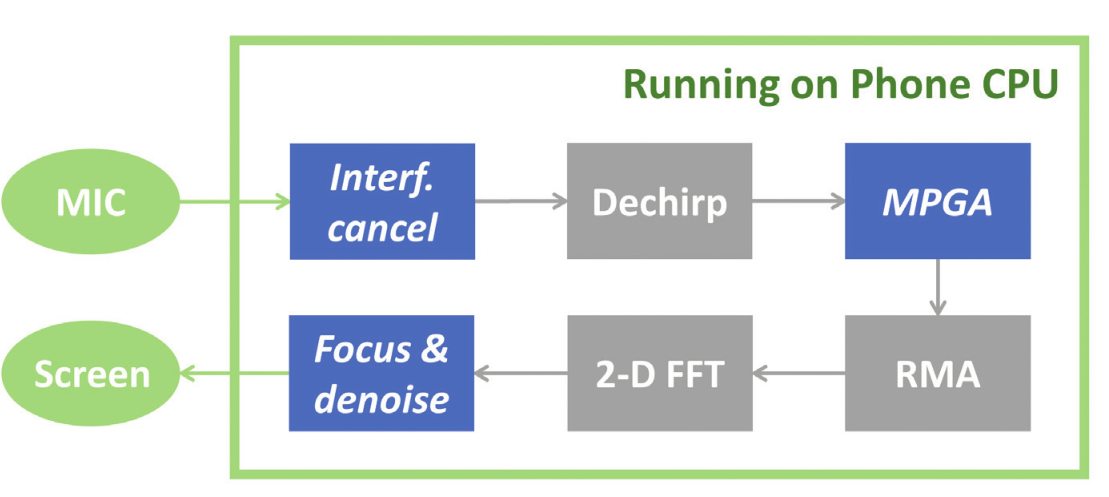 Running on Phone CPU
MIC
Interf.
cancel
Dechirp
MPGA
Screen
Focus &
denoise
2-D FFT
RMA